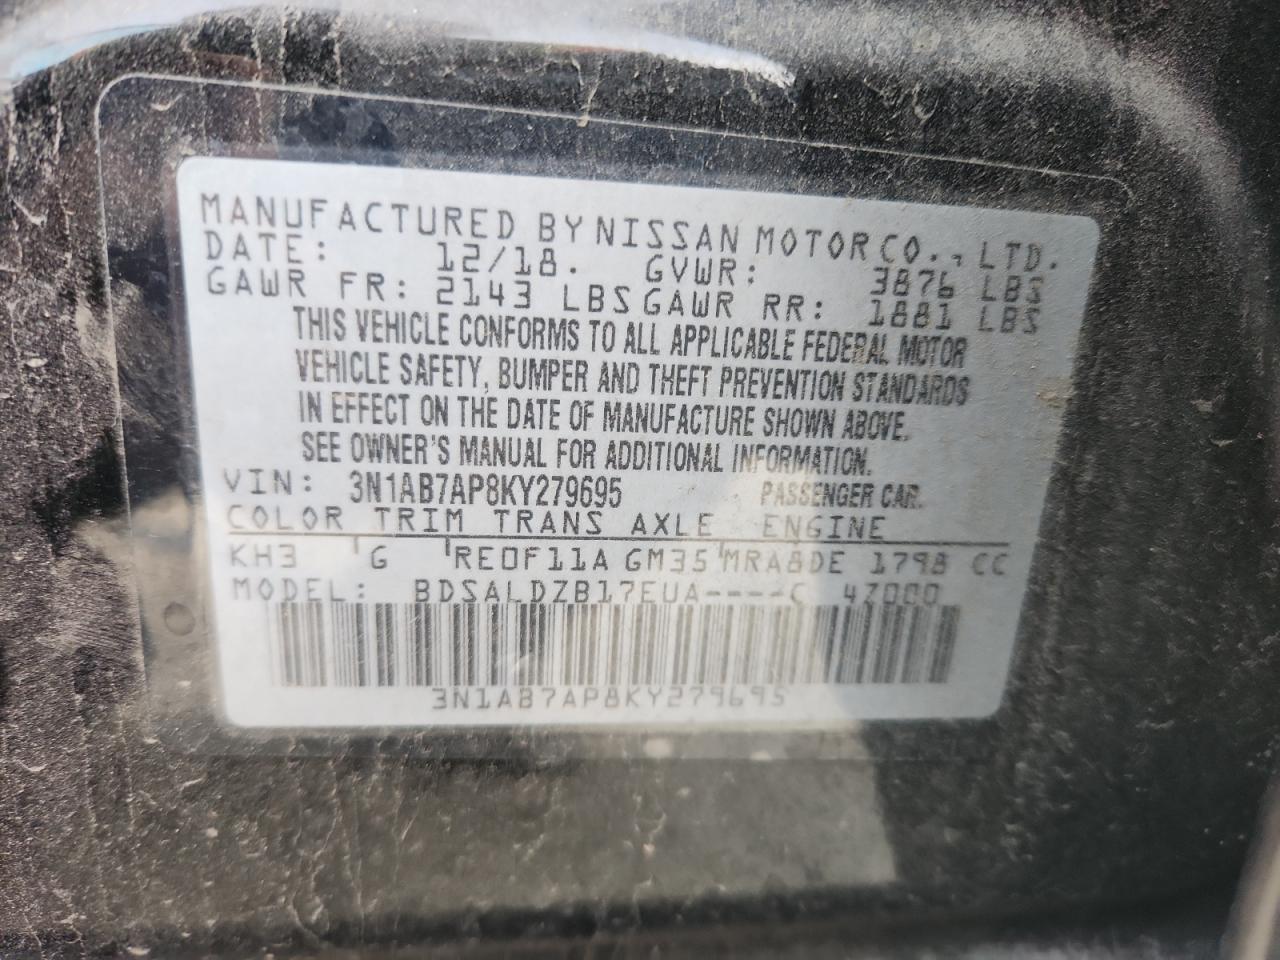 MANUFACTURED BY NISSAN MOTOR CO., LTD.
DATE: 12/18. GVWR: 3876 LBS
GAWR FR: 2143 LBS GAWR RR: 1881 LBS
THIS VEHICLE CONFORMS TO ALL APPLICABLE FEDERAL MOTOR
VEHICLE SAFETY, BUMPER AND THEFT PREVENTION STANDARDS
IN EFFECT ON THE DATE OF MANUFACTURE SHOWN ABOVE.
SEE OWNER'S MANUAL FOR ADDITIONAL INFORMATION.
VIN: 3N1AB7AP8KY279695 PASSENGER CAR.
COLOR TRIM TRANS AXLE ENGINE
KH3 G RE0F11A GM35 MRA8DE 1798 CC
MODEL: BDSALDZB17EUA----C 47000
3N1AB7AP8KY279695